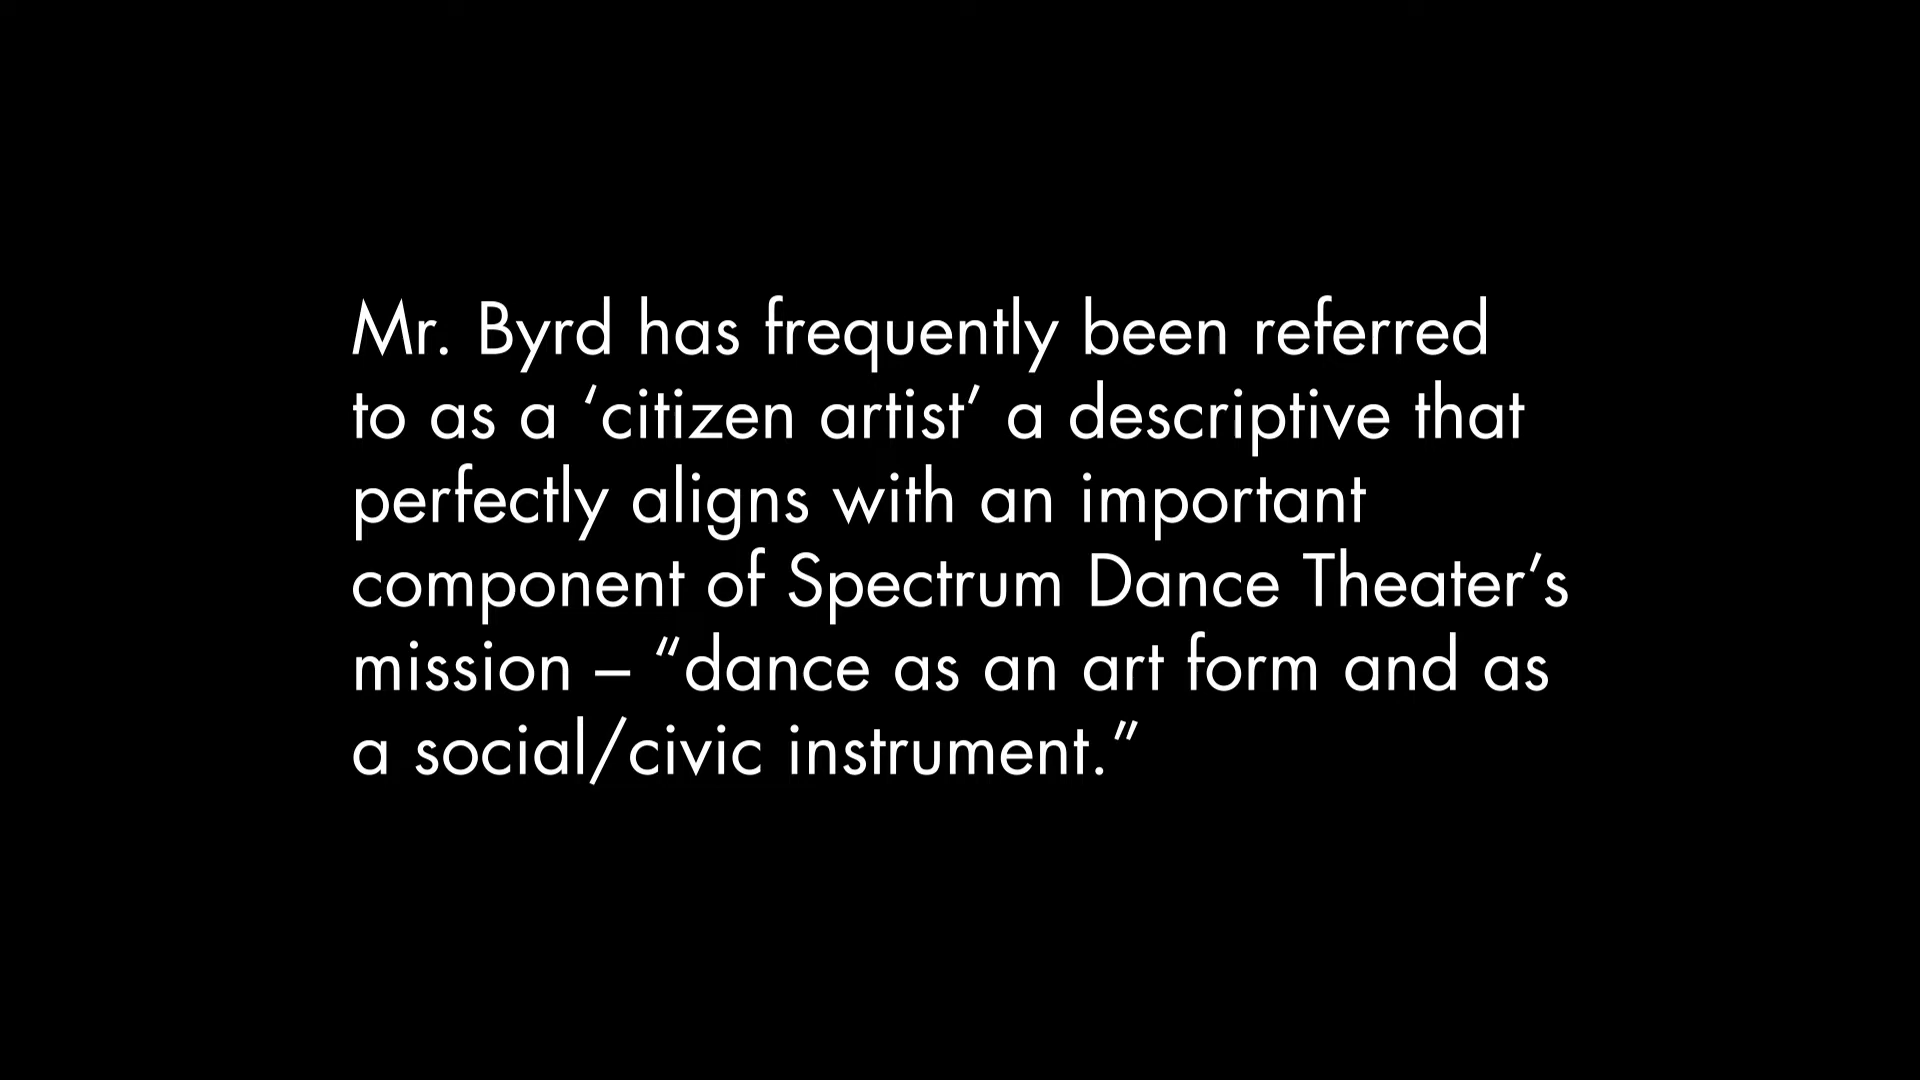 Mr. Byrd has frequently been referred
to as a ‘citizen artist’ a descriptive that
perfectly aligns with an important
component of Spectrum Dance Theater’s
mission – “dance as an art form and as
a social/civic instrument.”